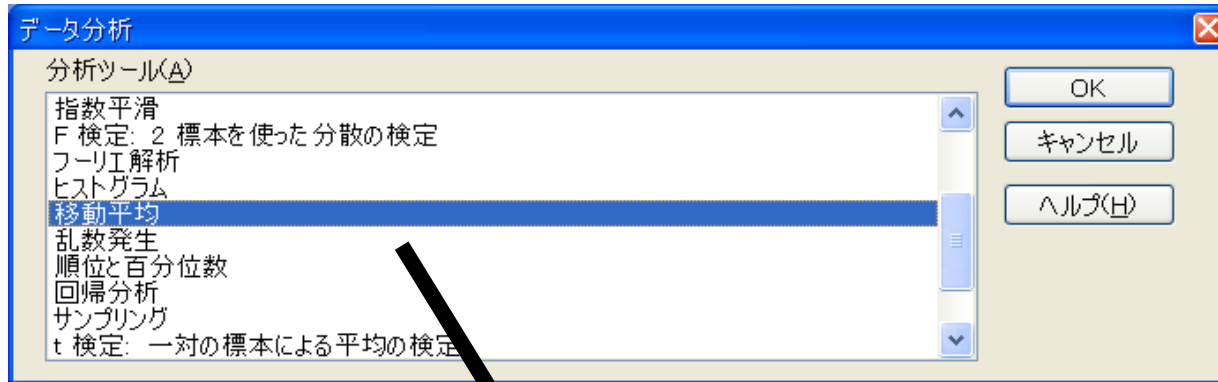 データ分析
分析ツール(A)
指数平滑
F 検定: 2 標本を使った分散の検定
フーリエ解析
ヒストグラム
移動平均
乱数発生
順位と百分位数
回帰分析
サンプリング
t 検定: 一対の標本による平均の検定
OK
キャンセル
ヘルプ(H)